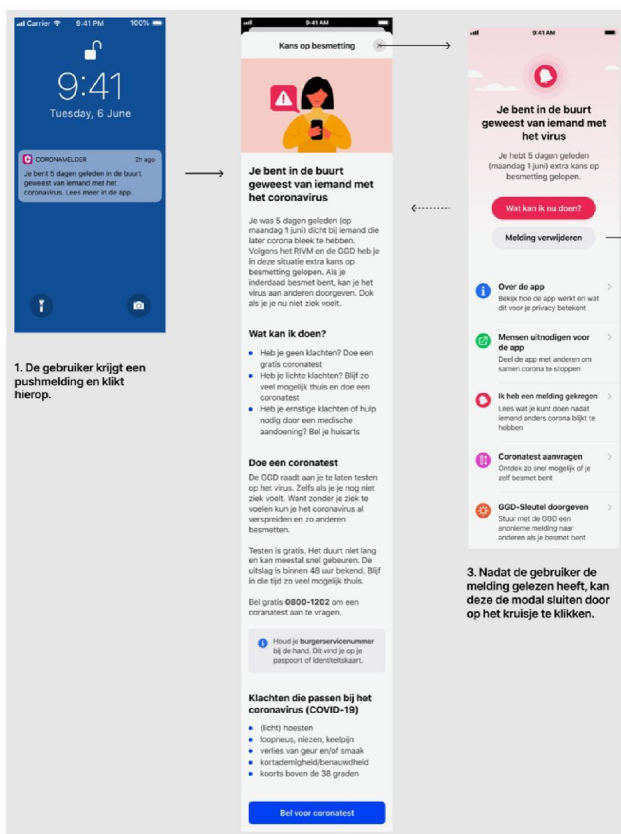 Carrier 9:41 PM 100%
9:41
Tuesday, 6 June
CORONAMELDER 2h ago
Je bent 5 dagen geleden in de buurt
geweest van iemand met het
coronavirus. Lees meer in de app.
1. De gebruiker krijgt een
pushmelding en klikt
hierop.
9:41 AM
Kans op besmetting
Je bent in de buurt
geweest van iemand met
het coronavirus
Je was 5 dagen geleden (op
maandag 1 juni) dicht bij iemand die
later corona bleek te hebben.
Volgens het RIVM en de GGD heb je
in deze situatie extra kans op
besmetting gelopen. Als je
inderdaad besmet bent, kan je het
virus aan anderen doorgeven. Ook
als je je nu niet ziek voelt.
Wat kan ik doen?
Heb je geen klachten? Doe een
gratis coronatest
Heb je lichte klachten? Blijf zo
veel mogelijk thuis en doe een
coronatest
Heb je ernstige klachten of hulp
nodig door een medische
aandoening? Bel je huisarts
Doe een coronatest
De GGD raadt aan je te laten testen
op het virus. Zelfs als je je nog niet
ziek voelt. Want zonder je ziek te
voelen kun je het coronavirus al
verspreiden en zo anderen
besmetten.
Testen is gratis. Het duurt niet lang
en kan meestal snel gebeuren. De
uitslag is binnen 48 uur bekend. Blijf
in die tijd zo veel mogelijk thuis.
Bel gratis 0800-1202 om een
coranatest aan te vragen.
Houd je burgerservicenummer
bij de hand. Dit vind je op je
paspoort of identiteitskaart.
Klachten die passen bij het
coronavirus (COVID-19)
(licht) hoesten
loopneus, niezen, keelpijn
verlies van geur en/of smaak
kortademigheid/benauwdheid
koorts boven de 38 graden
Bel voor coronatest
9:41 AM
Je bent in de buurt
geweest van iemand met
het virus
Je hebt 5 dagen geleden
(maandag 1 juni) extra kans op
besmetting gelopen.
Wat kan ik nu doen?
Melding verwijderen
Over de app
Bekijk hoe de app werkt en wat
dit voor je privacy betekent
Mensen uitnodigen voor
de app
Deel de app met anderen om
samen corona te stoppen
Ik heb een melding gekregen
Lees wat je kunt doen nadat
iemand anders corona blijkt te
hebben
Coronatest aanvragen
Ontdek zo snel mogelijk of je
zelf besmet bent
GGD-Sleutel doorgeven
Stuur met de GGD een
anonieme melding naar
anderen als je besmet bent
3. Nadat de gebruiker de
melding gelezen heeft, kan
deze de modal sluiten door
op het kruisje te klikken.